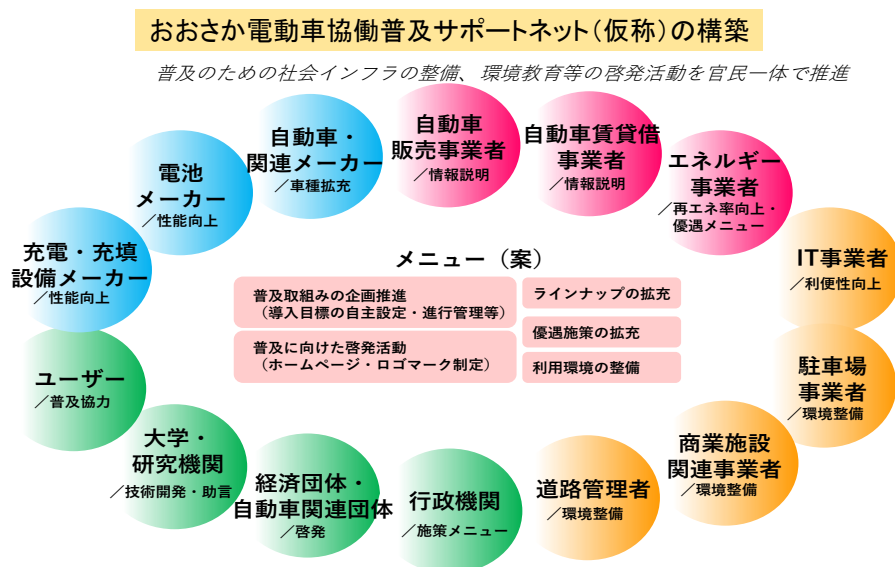 おおさか電動車協働普及サポートネット（仮称）の構築
普及のための社会インフラの整備、環境教育等の啓発活動を官民一体で推進
自動車・
関連メーカー
／車種拡充
自動車
販売事業者
／情報説明
自動車賃貸借
事業者
／情報説明
エネルギー
事業者
／再エネ率向上・
優遇メニュー
IT事業者
／利便性向上
駐車場
事業者
／環境整備
商業施設
関連事業者
／環境整備
道路管理者
／環境整備
行政機関
／施策メニュー
経済団体・
自動車関連団体
／啓発
大学・
研究機関
／技術開発・助言
ユーザー
／普及協力
充電・充填
設備メーカー
／性能向上
電池
メーカー
／性能向上
メニュー（案）
普及取組みの企画推進
（導入目標の自主設定・進行管理等）
普及に向けた啓発活動
（ホームページ・ロゴマーク制定）
ラインナップの拡充
優遇施策の拡充
利用環境の整備